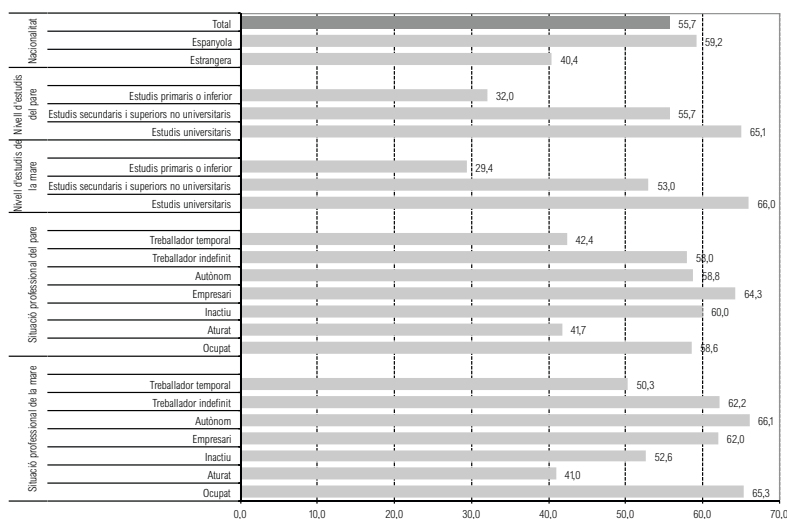 Nacionalitat
Total 55,7
Espanyola 59,2
Estrangera 40,4
Nivell d'estudis
del pare
Estudis primaris o inferior 32,0
Estudis secundaris i superiors no universitaris 55,7
Estudis universitaris 65,1
Nivell d'estudis de
la mare
Estudis primaris o inferior 29,4
Estudis secundaris i superiors no universitaris 53,0
Estudis universitaris 66,0
Situació professional del pare
Treballador temporal 42,4
Treballador indefinit 58,0
Autònom 58,8
Empresari 64,3
Inactiu 60,0
Aturat 41,7
Ocupat 58,6
Situació professional de la mare
Treballador temporal 50,3
Treballador indefinit 62,2
Autònom 66,1
Empresari 62,0
Inactiu 52,6
Aturat 41,0
Ocupat 65,3
0,0 10,0 20,0 30,0 40,0 50,0 60,0 70,0